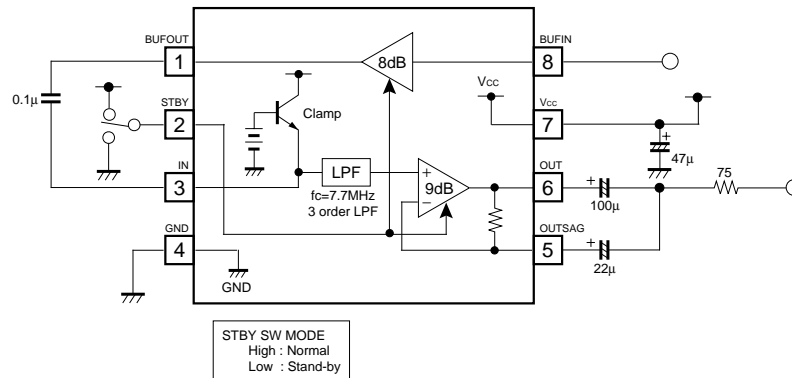 BUFOUT
1
8dB
BUFIN
8
0.1µ
STBY
2
Clamp
VCC
VCC
7
+
47µ
IN
3
LPF
fc=7.7MHz
3 order LPF
+
9dB
−
OUT
6
+
100µ
75
GND
4
GND
OUTSAG
5
+
22µ
STBY SW MODE
High : Normal
Low : Stand-by